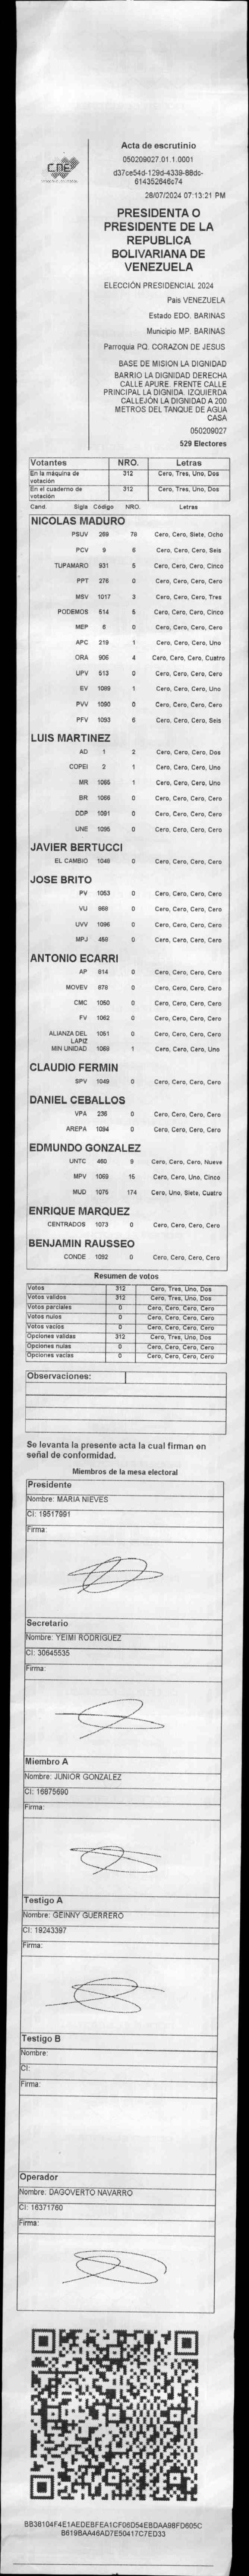 CNE
Acta de escrutinio
050209027.01.1.0001
d37ce54d-129d-4339-88dc-
614352646c74
28/07/2024 07:13:21 PM
PRESIDENTA O
PRESIDENTE DE LA
REPUBLICA
BOLIVARIANA DE
VENEZUELA
ELECCIÓN PRESIDENCIAL 2024
Pais VENEZUELA
Estado EDO. BARINAS
Municipio MP. BARINAS
Parroquia PQ. CORAZON DE JESUS
BASE DE MISION LA DIGNIDAD
BARRIO LA DIGNIDAD DERECHA
CALLE APURE. FRENTE CALLE
PRINCIPAL LA DIGNIDA. IZQUIERDA
CALLEJÓN LA DIGNIDAD A 200
METROS DEL TANQUE DE AGUA
CASA
050209027
529 Electores
Votantes NRO. Letras
En la máquina de votación 312 Cero, Tres, Uno, Dos
En el cuaderno de votación 312 Cero, Tres, Uno, Dos
Cand. Sigla Código NRO. Letras
NICOLAS MADURO
PSUV 269 78 Cero, Cero, Siete, Ocho
PCV 9 6 Cero, Cero, Cero, Seis
TUPAMARO 931 5 Cero, Cero, Cero, Cinco
PPT 276 0 Cero, Cero, Cero, Cero
MSV 1017 3 Cero, Cero, Cero, Tres
PODEMOS 514 5 Cero, Cero, Cero, Cinco
MEP 6 0 Cero, Cero, Cero, Cero
APC 219 1 Cero, Cero, Cero, Uno
ORA 906 4 Cero, Cero, Cero, Cuatro
UPV 513 0 Cero, Cero, Cero, Cero
EV 1089 1 Cero, Cero, Cero, Uno
PVV 1090 0 Cero, Cero, Cero, Cero
PFV 1093 6 Cero, Cero, Cero, Seis
LUIS MARTINEZ
AD 1 2 Cero, Cero, Cero, Dos
COPEI 2 1 Cero, Cero, Cero, Uno
MR 1065 1 Cero, Cero, Cero, Uno
BR 1066 0 Cero, Cero, Cero, Cero
DDP 1091 0 Cero, Cero, Cero, Cero
UNE 1095 0 Cero, Cero, Cero, Cero
JAVIER BERTUCCI
EL CAMBIO 1048 0 Cero, Cero, Cero, Cero
JOSE BRITO
PV 1053 0 Cero, Cero, Cero, Cero
VU 868 0 Cero, Cero, Cero, Cero
UVV 1096 0 Cero, Cero, Cero, Cero
MPJ 459 0 Cero, Cero, Cero, Cero
ANTONIO ECARRI
AP 814 0 Cero, Cero, Cero, Cero
MOVEV 878 0 Cero, Cero, Cero, Cero
CMC 1050 0 Cero, Cero, Cero, Cero
FV 1062 0 Cero, Cero, Cero, Cero
ALIANZA DEL LAPIZ 1051 0 Cero, Cero, Cero, Cero
MIN UNIDAD 1068 1 Cero, Cero, Cero, Uno
CLAUDIO FERMIN
SPV 1049 0 Cero, Cero, Cero, Cero
DANIEL CEBALLOS
VPA 236 0 Cero, Cero, Cero, Cero
AREPA 1094 0 Cero, Cero, Cero, Cero
EDMUNDO GONZALEZ
UNTC 460 9 Cero, Cero, Cero, Nueve
MPV 1069 15 Cero, Cero, Uno, Cinco
MUD 1075 174 Cero, Uno, Siete, Cuatro
ENRIQUE MARQUEZ
CENTRADOS 1073 0 Cero, Cero, Cero, Cero
BENJAMIN RAUSSEO
CONDE 1092 0 Cero, Cero, Cero, Cero
Resumen de votos
Votos 312 Cero, Tres, Uno, Dos
Votos validos 312 Cero, Tres, Uno, Dos
Votos parciales 0 Cero, Cero, Cero, Cero
Votos nulos 0 Cero, Cero, Cero, Cero
Votos vacios 0 Cero, Cero, Cero, Cero
Opciones validas 312 Cero, Tres, Uno, Dos
Opciones nulas 0 Cero, Cero, Cero, Cero
Opciones vacias 0 Cero, Cero, Cero, Cero
Observaciones:
Se levanta la presente acta la cual firman en
señal de conformidad.
Miembros de la mesa electoral
Presidente
Nombre: MARIA NIEVES
CI: 19517991
Firma:
Secretario
Nombre: YEIMI RODRIGUEZ
CI: 30645535
Firma:
Miembro A
Nombre: JUNIOR GONZALEZ
CI: 16875690
Firma:
Testigo A
Nombre: GEINNY GUERRERO
CI: 19243397
Firma:
Testigo B
Nombre:
CI:
Firma:
Operador
Nombre: DAGOVERTO NAVARRO
CI: 16371760
Firma:
BB38104F4E1AEDEBFEA1CF06D54EBDAA98FD605C
B619BAA46AD7E50417C7ED33